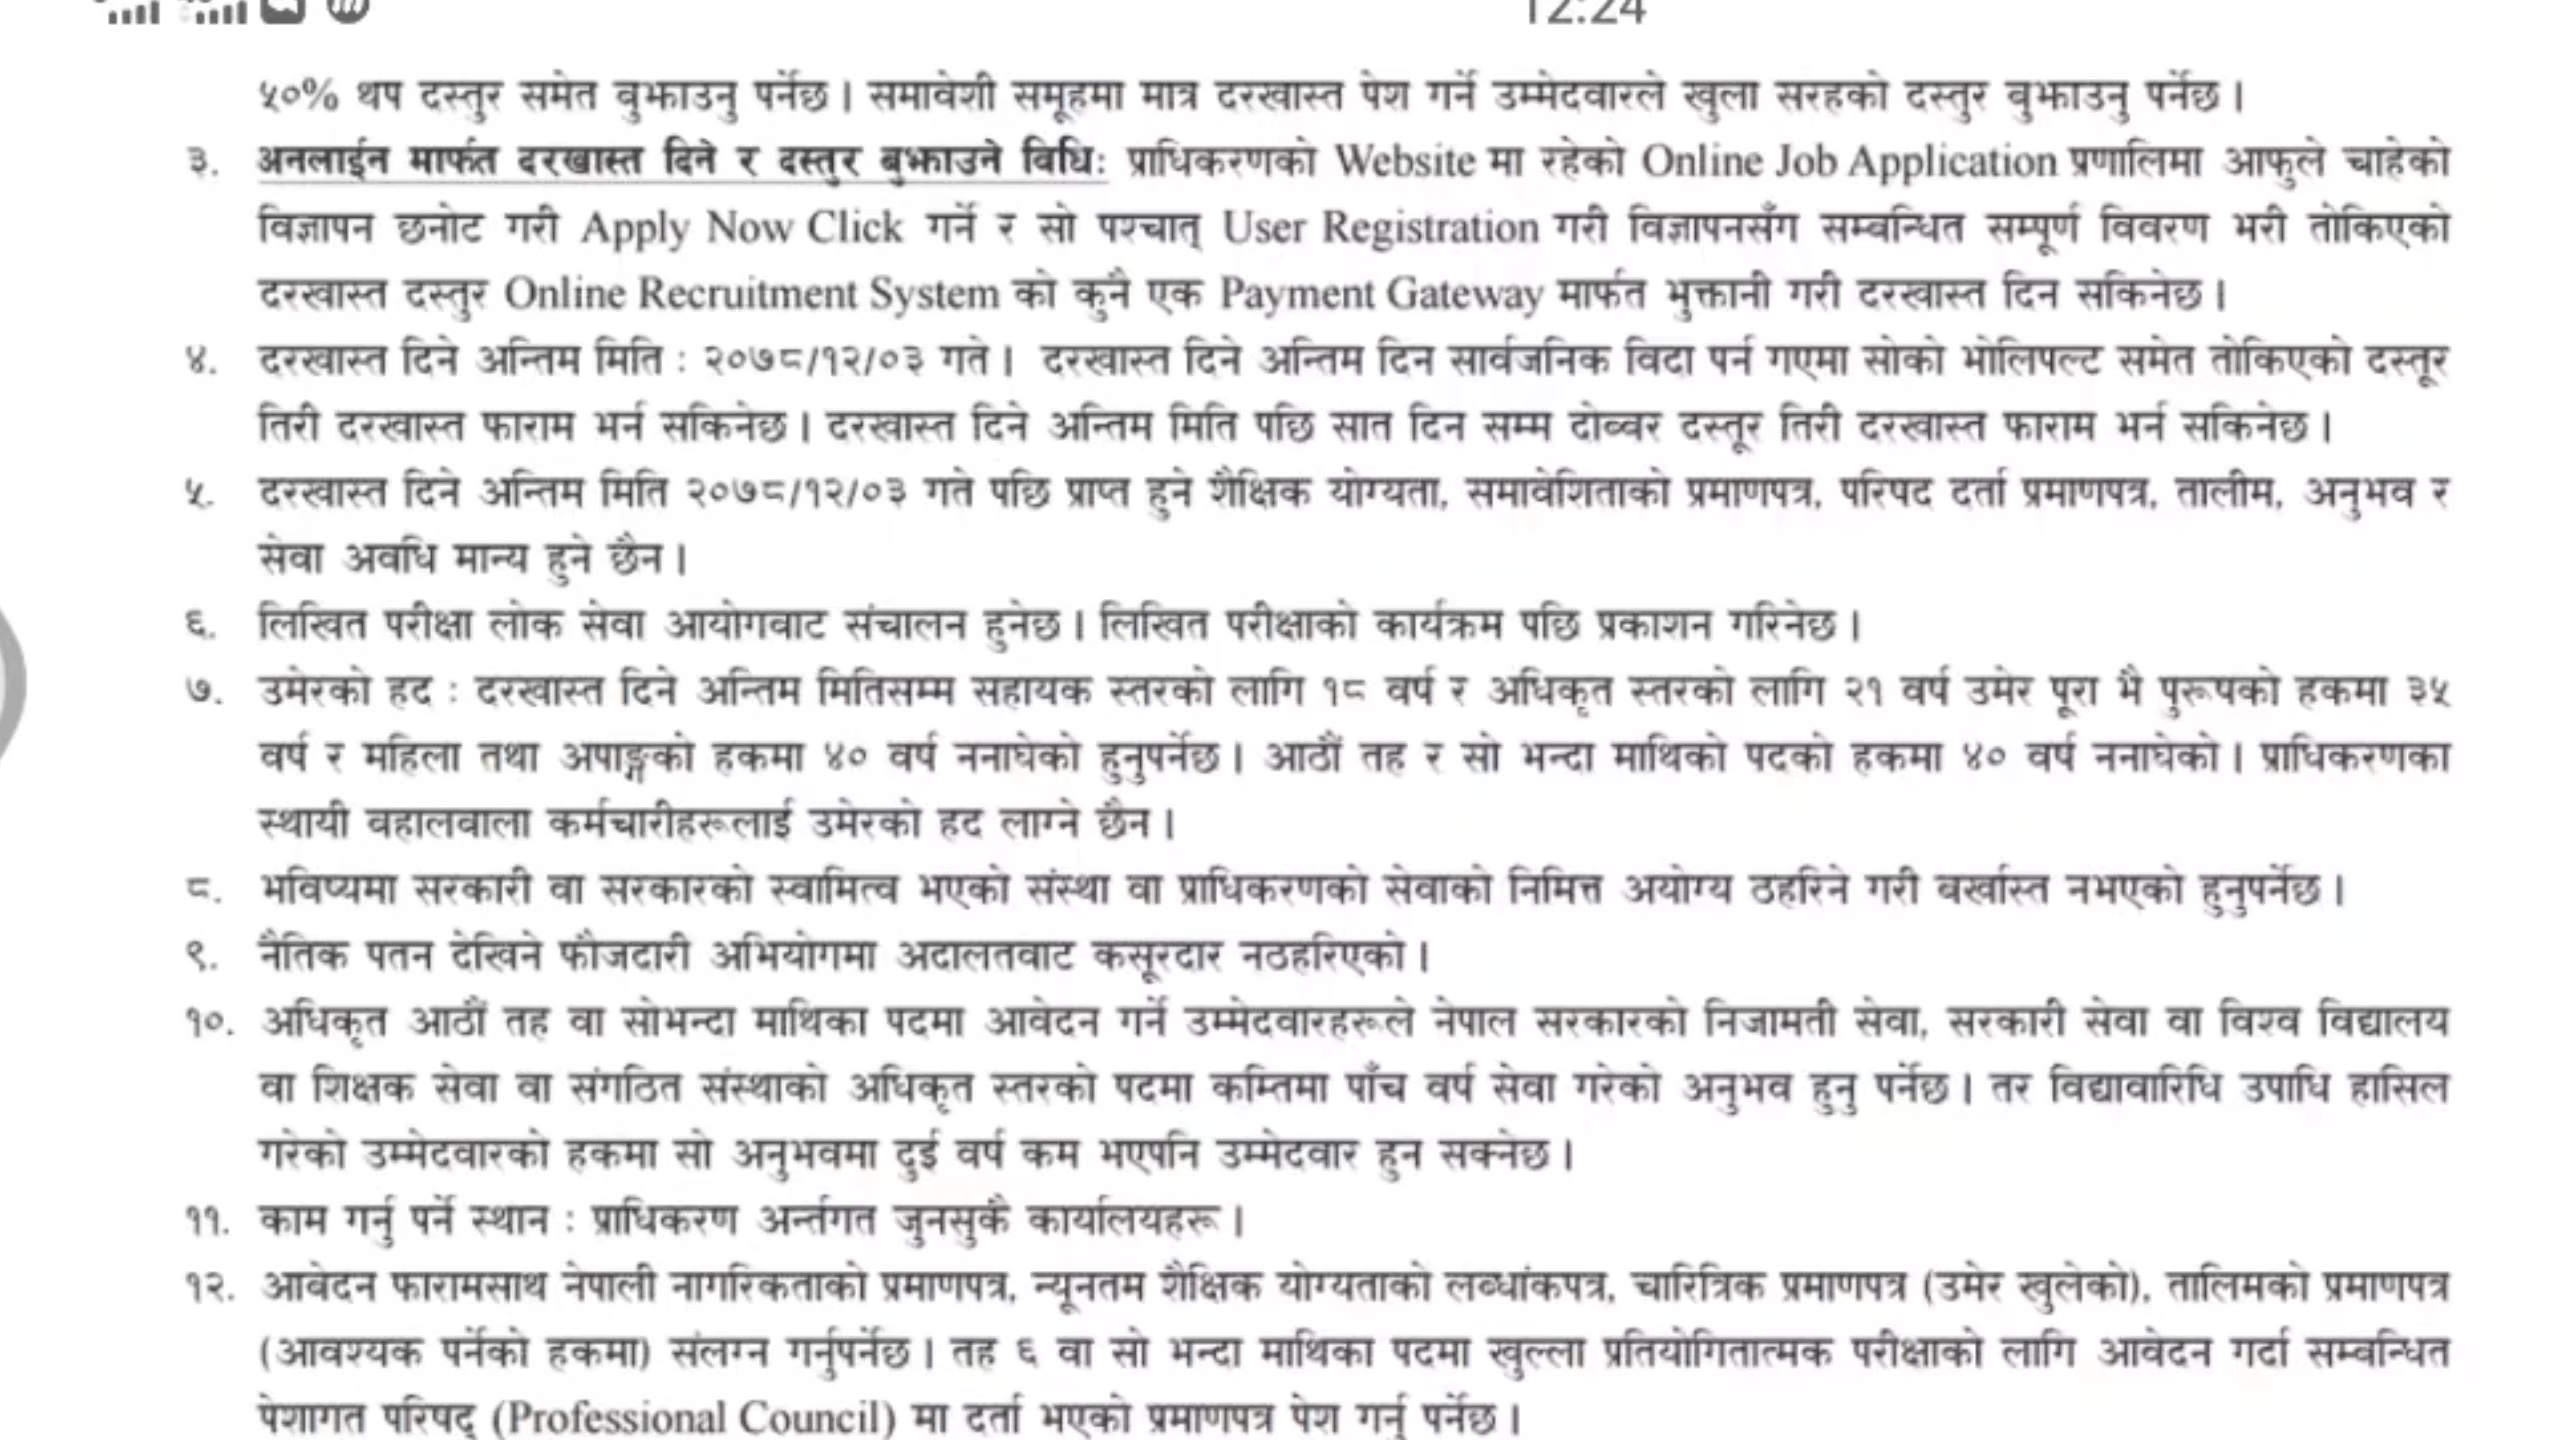 12:24
५०% थप दस्तुर समेत वुझाउनु पर्नेछ। समावेशी समूहमा मात्र दरखास्त पेश गर्ने उम्मेदवारले खुला सरहको दस्तुर वुझाउनु पर्नेछ।
३. अनलाईन मार्फत दरखास्त दिने र दस्तुर बुझाउने विधिः प्राधिकरणको Website मा रहेको Online Job Application प्रणालिमा आफुले चाहेको
विज्ञापन छनोट गरी Apply Now Click गर्ने र सो पश्चात् User Registration गरी विज्ञापनसँग सम्वन्धित सम्पूर्ण विवरण भरी तोकिएको
दरखास्त दस्तुर Online Recruitment System को कुनै एक Payment Gateway मार्फत भुक्तानी गरी दरखास्त दिन सकिनेछ।
४. दरखास्त दिने अन्तिम मिति : २०७८/१२/०३ गते। दरखास्त दिने अन्तिम दिन सार्वजनिक विदा पर्न गएमा सोको भोलिपल्ट समेत तोकिएको दस्तूर
तिरी दरखास्त फाराम भर्न सकिनेछ। दरखास्त दिने अन्तिम मिति पछि सात दिन सम्म दोब्वर दस्तूर तिरी दरखास्त फाराम भर्न सकिनेछ।
५. दरखास्त दिने अन्तिम मिति २०७८/१२/०३ गते पछि प्राप्त हुने शैक्षिक योग्यता, समावेशिताको प्रमाणपत्र, परिषद दर्ता प्रमाणपत्र, तालीम, अनुभव र
सेवा अवधि मान्य हुने छैन।
६. लिखित परीक्षा लोक सेवा आयोगवाट संचालन हुनेछ। लिखित परीक्षाको कार्यक्रम पछि प्रकाशन गरिनेछ।
७. उमेरको हद : दरखास्त दिने अन्तिम मितिसम्म सहायक स्तरको लागि १८ वर्ष र अधिकृत स्तरको लागि २१ वर्ष उमेर पूरा भै पुरूषको हकमा ३५
वर्ष र महिला तथा अपाङ्गको हकमा ४० वर्ष ननाघेको हुनुपर्नेछ। आठौं तह र सो भन्दा माथिको पदको हकमा ४० वर्ष ननाघेको। प्राधिकरणका
स्थायी वहालवाला कर्मचारीहरूलाई उमेरको हद लाग्ने छैन।
८. भविष्यमा सरकारी वा सरकारको स्वामित्व भएको संस्था वा प्राधिकरणको सेवाको निमित्त अयोग्य ठहरिने गरी बर्खास्त नभएको हुनुपर्नेछ।
९. नैतिक पतन देखिने फौजदारी अभियोगमा अदालतवाट कसूरदार नठहरिएको।
१०. अधिकृत आठौं तह वा सोभन्दा माथिका पदमा आवेदन गर्ने उम्मेदवारहरूले नेपाल सरकारको निजामती सेवा, सरकारी सेवा वा विश्व विद्यालय
वा शिक्षक सेवा वा संगठित संस्थाको अधिकृत स्तरको पदमा कम्तिमा पाँच वर्ष सेवा गरेको अनुभव हुनु पर्नेछ। तर विद्यावारिधि उपाधि हासिल
गरेको उम्मेदवारको हकमा सो अनुभवमा दुई वर्ष कम भएपनि उम्मेदवार हुन सक्नेछ।
११. काम गर्नु पर्ने स्थान : प्राधिकरण अर्न्तगत जुनसुकै कार्यालयहरू।
१२. आवेदन फारामसाथ नेपाली नागरिकताको प्रमाणपत्र, न्यूनतम शैक्षिक योग्यताको लब्धांकपत्र, चारित्रिक प्रमाणपत्र (उमेर खुलेको), तालिमको प्रमाणपत्र
(आवश्यक पर्नेको हकमा) संलग्न गर्नुपर्नेछ। तह ६ वा सो भन्दा माथिका पदमा खुल्ला प्रतियोगितात्मक परीक्षाको लागि आवेदन गर्दा सम्वन्धित
पेशागत परिषद् (Professional Council) मा दर्ता भएको प्रमाणपत्र पेश गर्नु पर्नेछ।